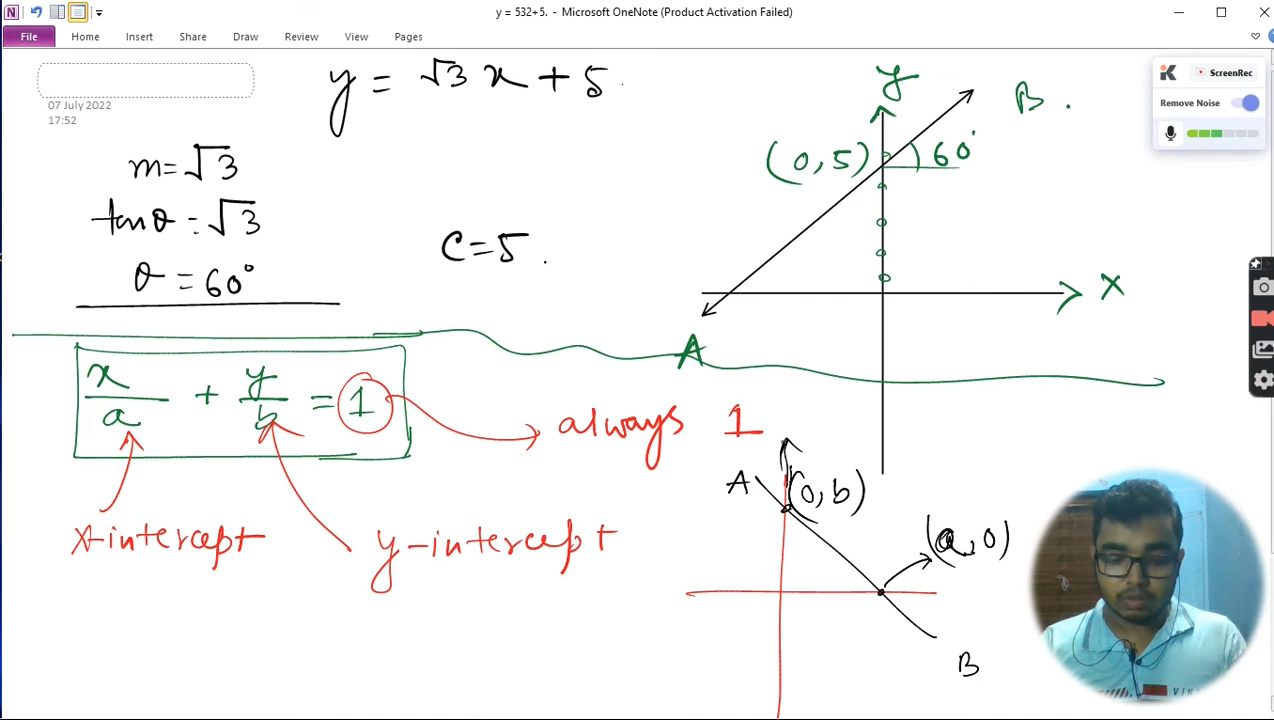 y = 532+5. - Microsoft OneNote (Product Activation Failed)
File Home Insert Share Draw Review View Pages
ScreenRec
Remove Noise
07 July 2022
17:52
y = √3 x + 5
m = √3
tanθ = √3
θ = 60°
C = 5.
y
B.
(0, 5)
60°
X
A
x/a + y/b = 1
always 1
x-intercept
y-intercept
A
(0, b)
(a, 0)
B